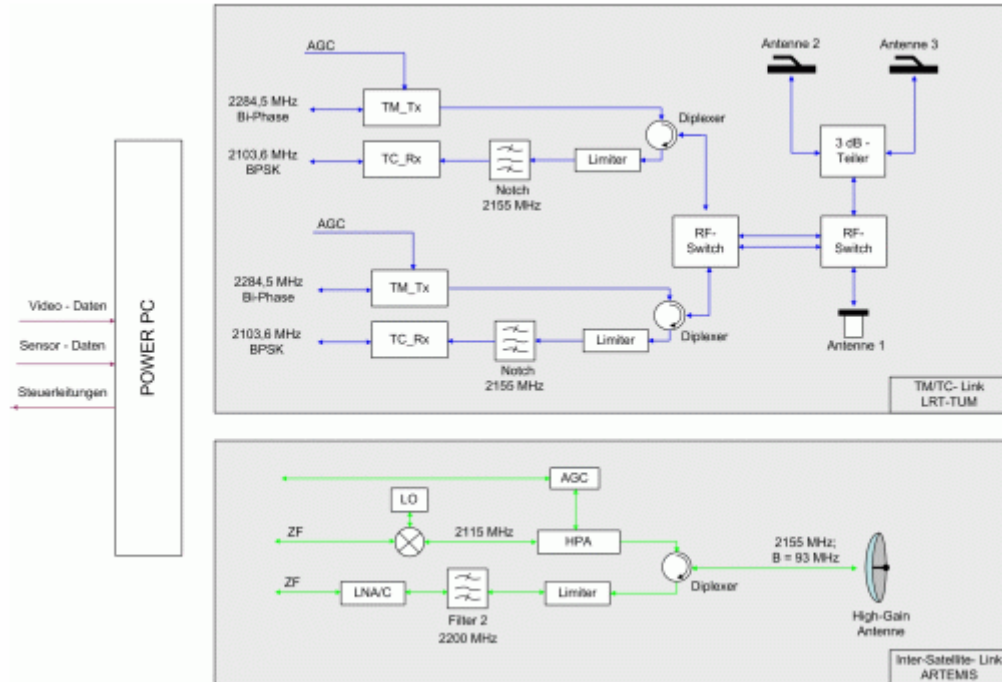 AGC
Antenne 2
Antenne 3
2284,5 MHz
Bi-Phase
TM_Tx
Diplexer
3 dB -
Teiler
2103,6 MHz
BPSK
TC_Rx
Limiter
Notch
2155 MHz
AGC
RF-
Switch
RF-
Switch
2284,5 MHz
Bi-Phase
TM_Tx
Diplexer
2103,6 MHz
BPSK
TC_Rx
Limiter
Notch
2155 MHz
Antenne 1
TM/TC- Link
LRT-TUM
Video - Daten
Sensor - Daten
Steuerleitungen
POWER PC
AGC
LO
ZF
2115 MHz
HPA
2155 MHz;
B = 93 MHz
Diplexer
ZF
LNA/C
Limiter
Filter 2
2200 MHz
High-Gain
Antenne
Inter-Satellite- Link
ARTEMIS